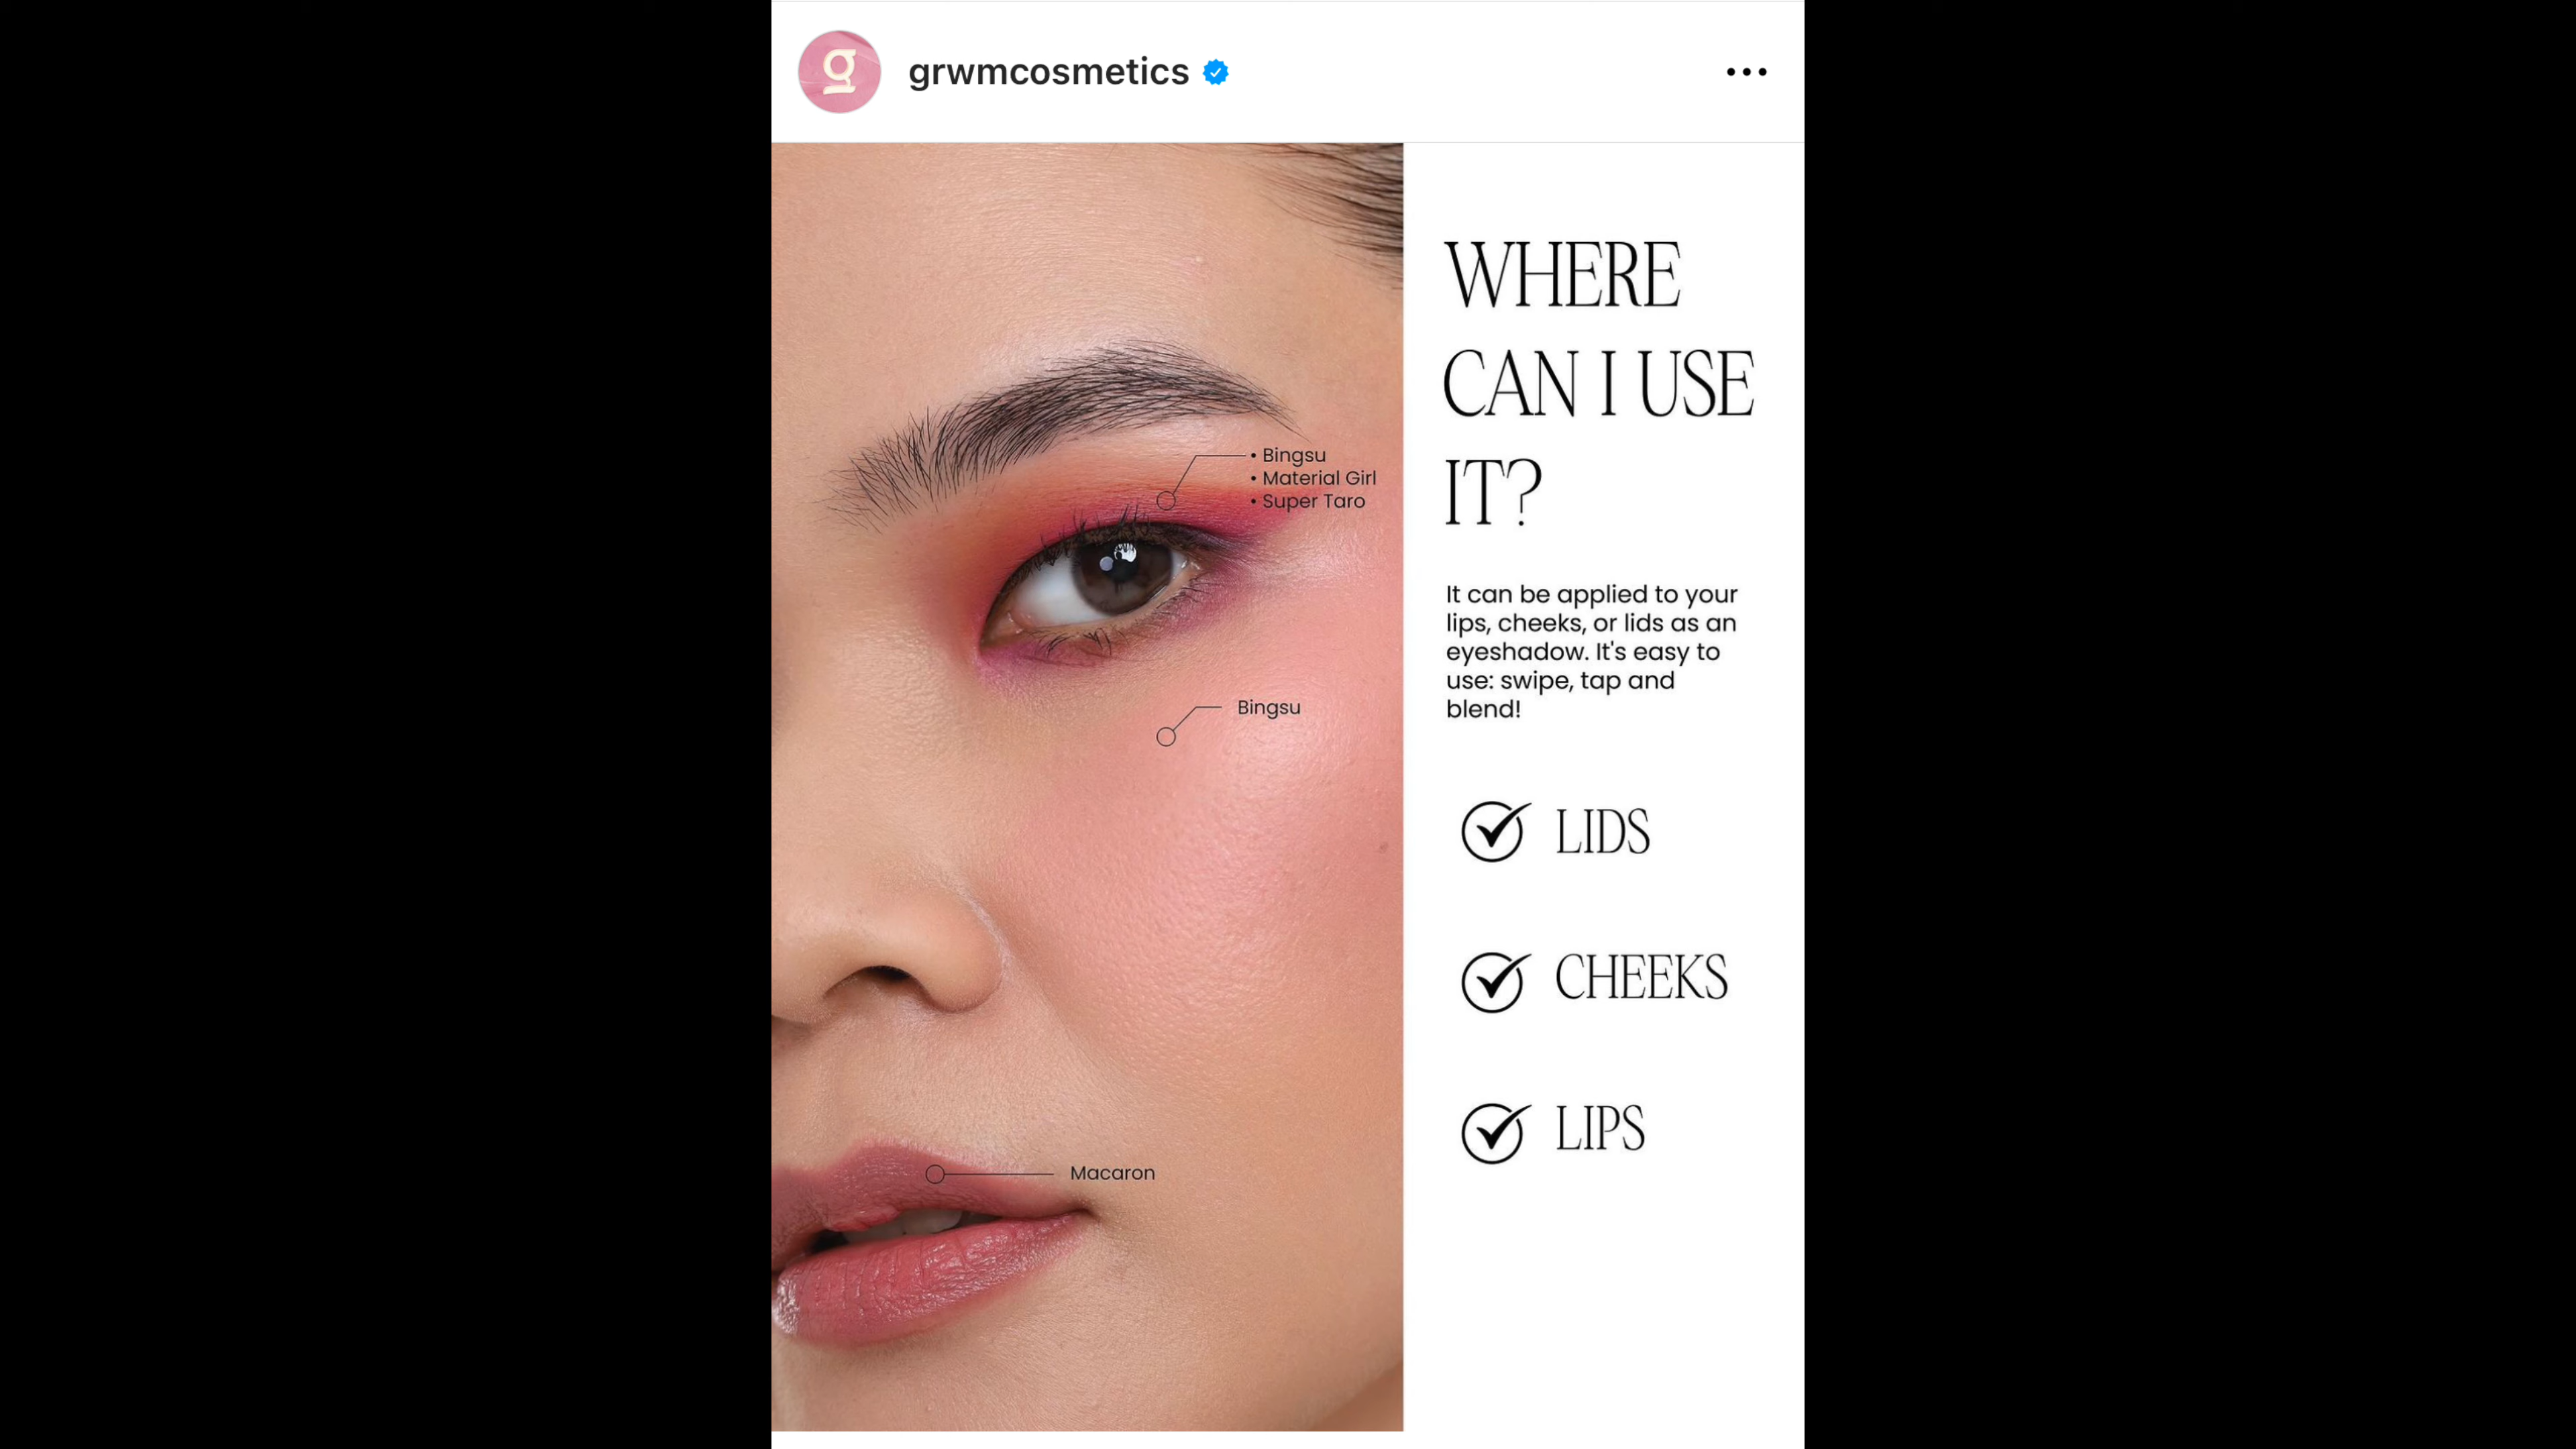 grwmcosmetics
WHERE
CAN I USE
IT?
• Bingsu
• Material Girl
• Super Taro
It can be applied to your
lips, cheeks, or lids as an
eyeshadow. It's easy to
use: swipe, tap and
blend!
Bingsu
LIDS
CHEEKS
LIPS
Macaron